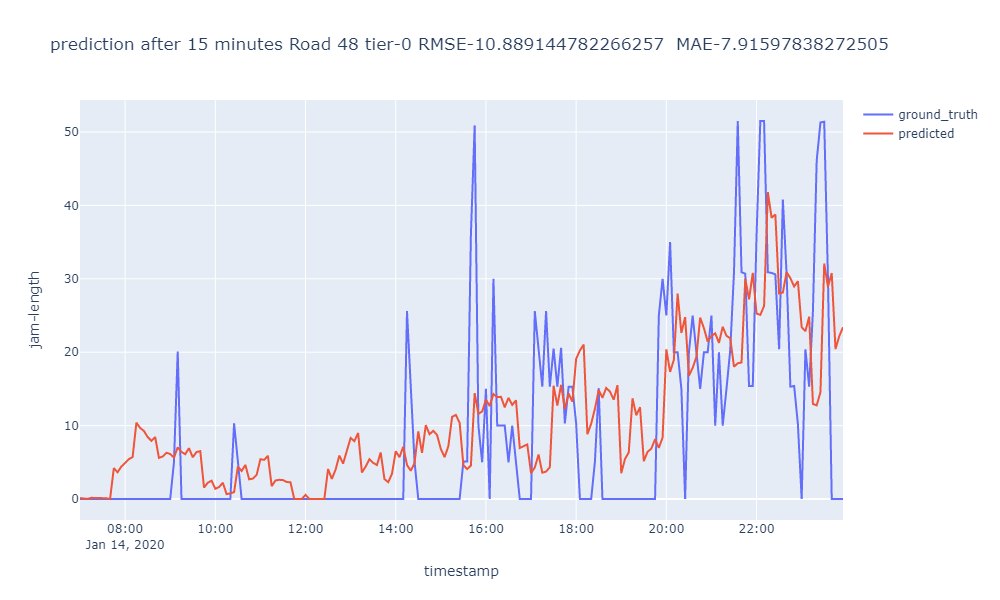 prediction after 15 minutes Road 48 tier-0 RMSE-10.889144782266257  MAE-7.91597838272505
ground_truth
predicted
50
40
30
20
10
0
jam-length
08:00 10:00 12:00 14:00 16:00 18:00 20:00 22:00
Jan 14, 2020
timestamp